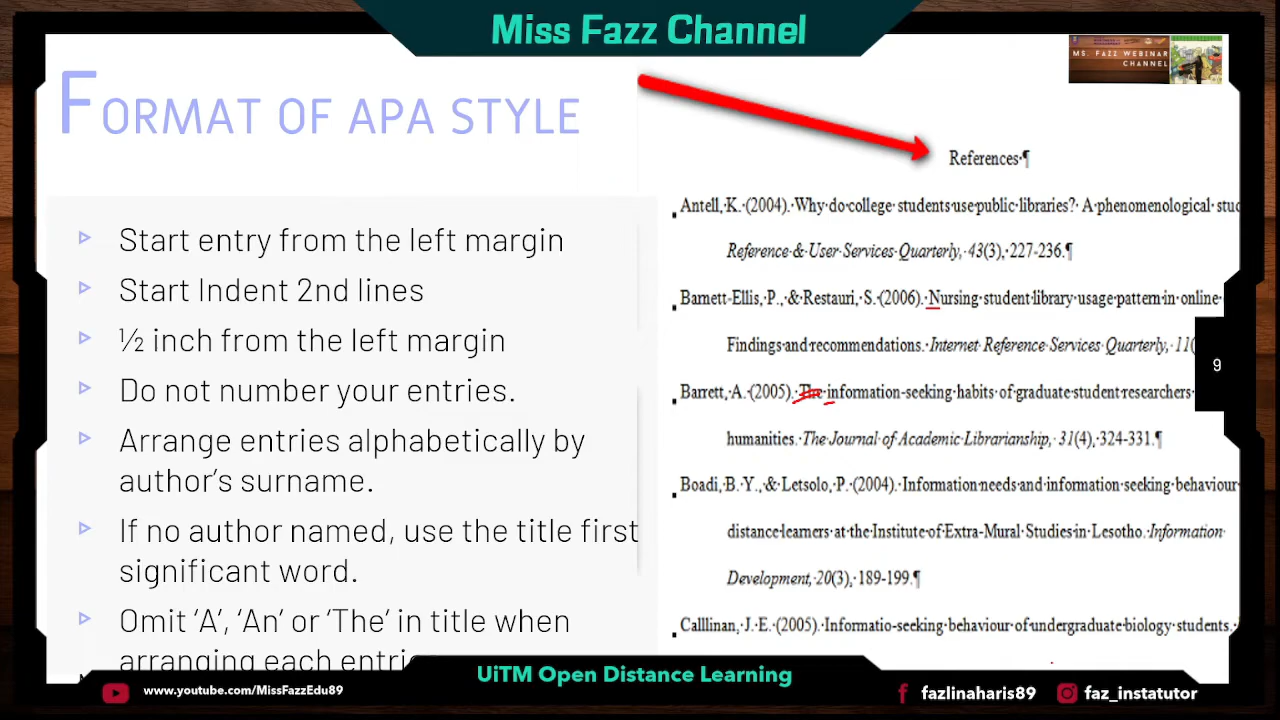 Miss Fazz Channel
MS. FAZZ WEBINAR
CHANNEL
FORMAT OF APA STYLE
Start entry from the left margin
Start Indent 2nd lines
½ inch from the left margin
Do not number your entries.
Arrange entries alphabetically by
author's surname.
If no author named, use the title first
significant word.
Omit 'A', 'An' or 'The' in title when
arranging each
References ¶
Antell, K. (2004). Why do college students use public libraries? A phenomenological
Reference & User Services Quarterly, 43(3), 227-236.¶
Barnett-Ellis, P., & Restauri, S. (2006). Nursing student library usage pattern in online
Findings and recommendations. Internet Reference Services Quarterly, 11(
Barrett, A. (2005). The information-seeking habits of graduate student researchers
humanities. The Journal of Academic Librarianship, 31(4), 324-331.¶
Boadi, B. Y., & Letsolo, P. (2004). Information needs and information seeking behaviour
distance learners at the Institute of Extra-Mural Studies in Lesotho. Information
Development, 20(3), 189-199.¶
Calllinan, J. E. (2005). Informatio-seeking behaviour of undergraduate biology students.
9
UiTM Open Distance Learning
www.youtube.com/MissFazzEdu89
fazlinaharis89
faz_instatutor